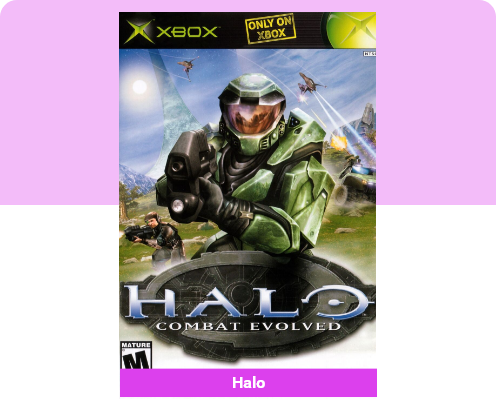 XBOX
ONLY ON
XBOX
HALO
COMBAT EVOLVED
MATURE
M
Halo